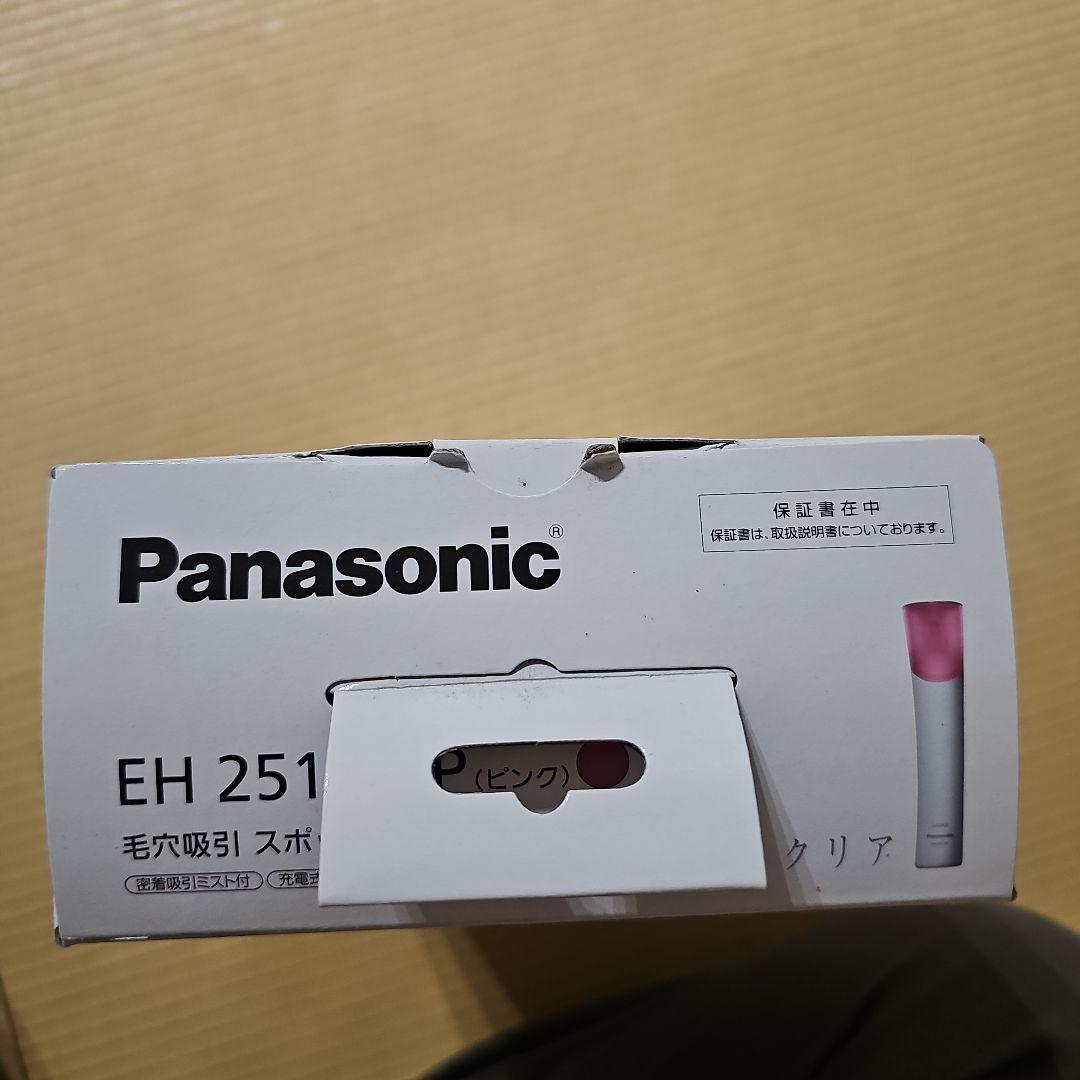 Panasonic®
保証書在中
保証書は、取扱説明書についております。
EH 251 P (ピンク)
毛穴吸引 スポ クリア
密着吸引ミスト付 充電式
Panasonic